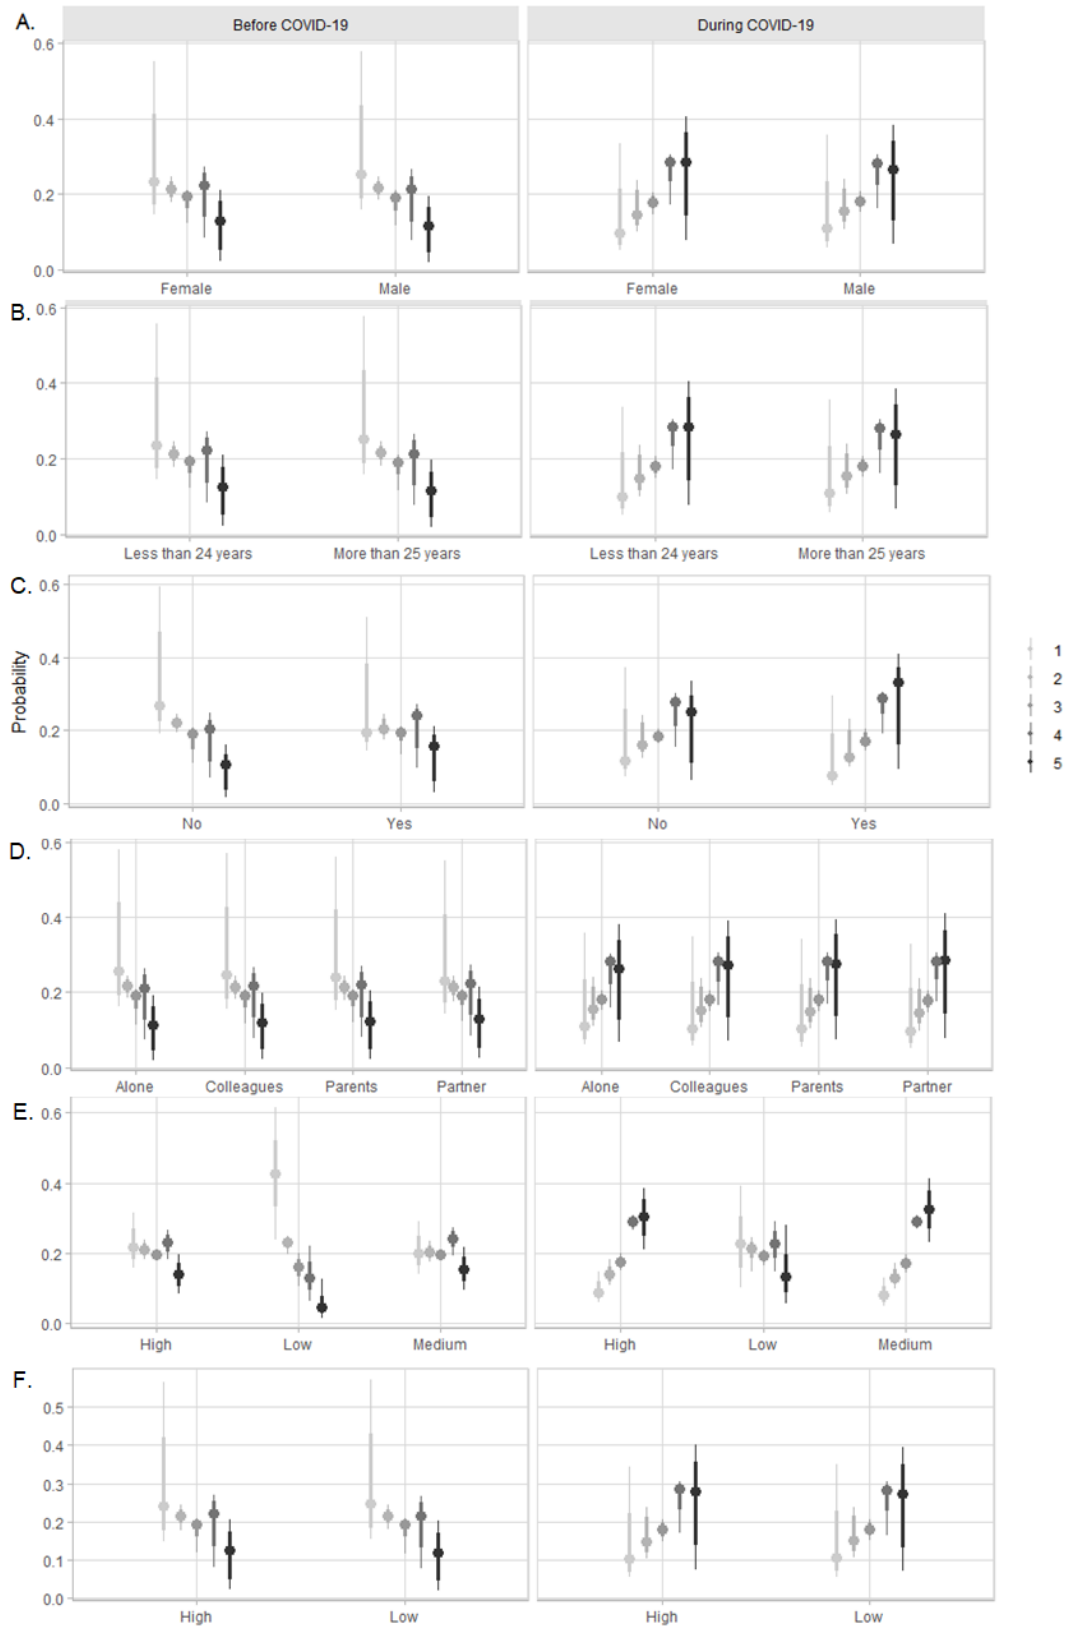 A.
Before COVID-19 During COVID-19
0.6
0.4
0.2
0.0
Female Male Female Male
B.
0.6
0.4
0.2
0.0
Less than 24 years More than 25 years Less than 24 years More than 25 years
C.
0.6
0.4
0.2
0.0
No Yes No Yes
Probability
1
2
3
4
5
D.
0.6
0.4
0.2
0.0
Alone Colleagues Parents Partner Alone Colleagues Parents Partner
E.
0.6
0.4
0.2
0.0
High Low Medium High Low Medium
F.
0.5
0.4
0.3
0.2
0.1
0.0
High Low High Low